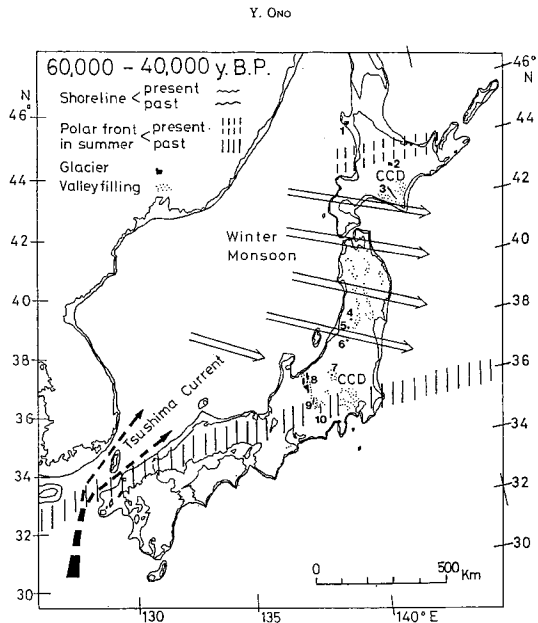 Y. ONO
60,000 – 40,000 y. B.P.
Shoreline < present
past
Polar front in summer < present
past
Glacier
Valley filling
Winter Monsoon
Tsushima Current
CCD
CCD
1
2
3
4
5
6
7
8
9
10
0 500 Km
N
46°
44
42
40
38
36
34
32
30
130
135
140° E
46°
N
44
42
40
38
36
34
32
30